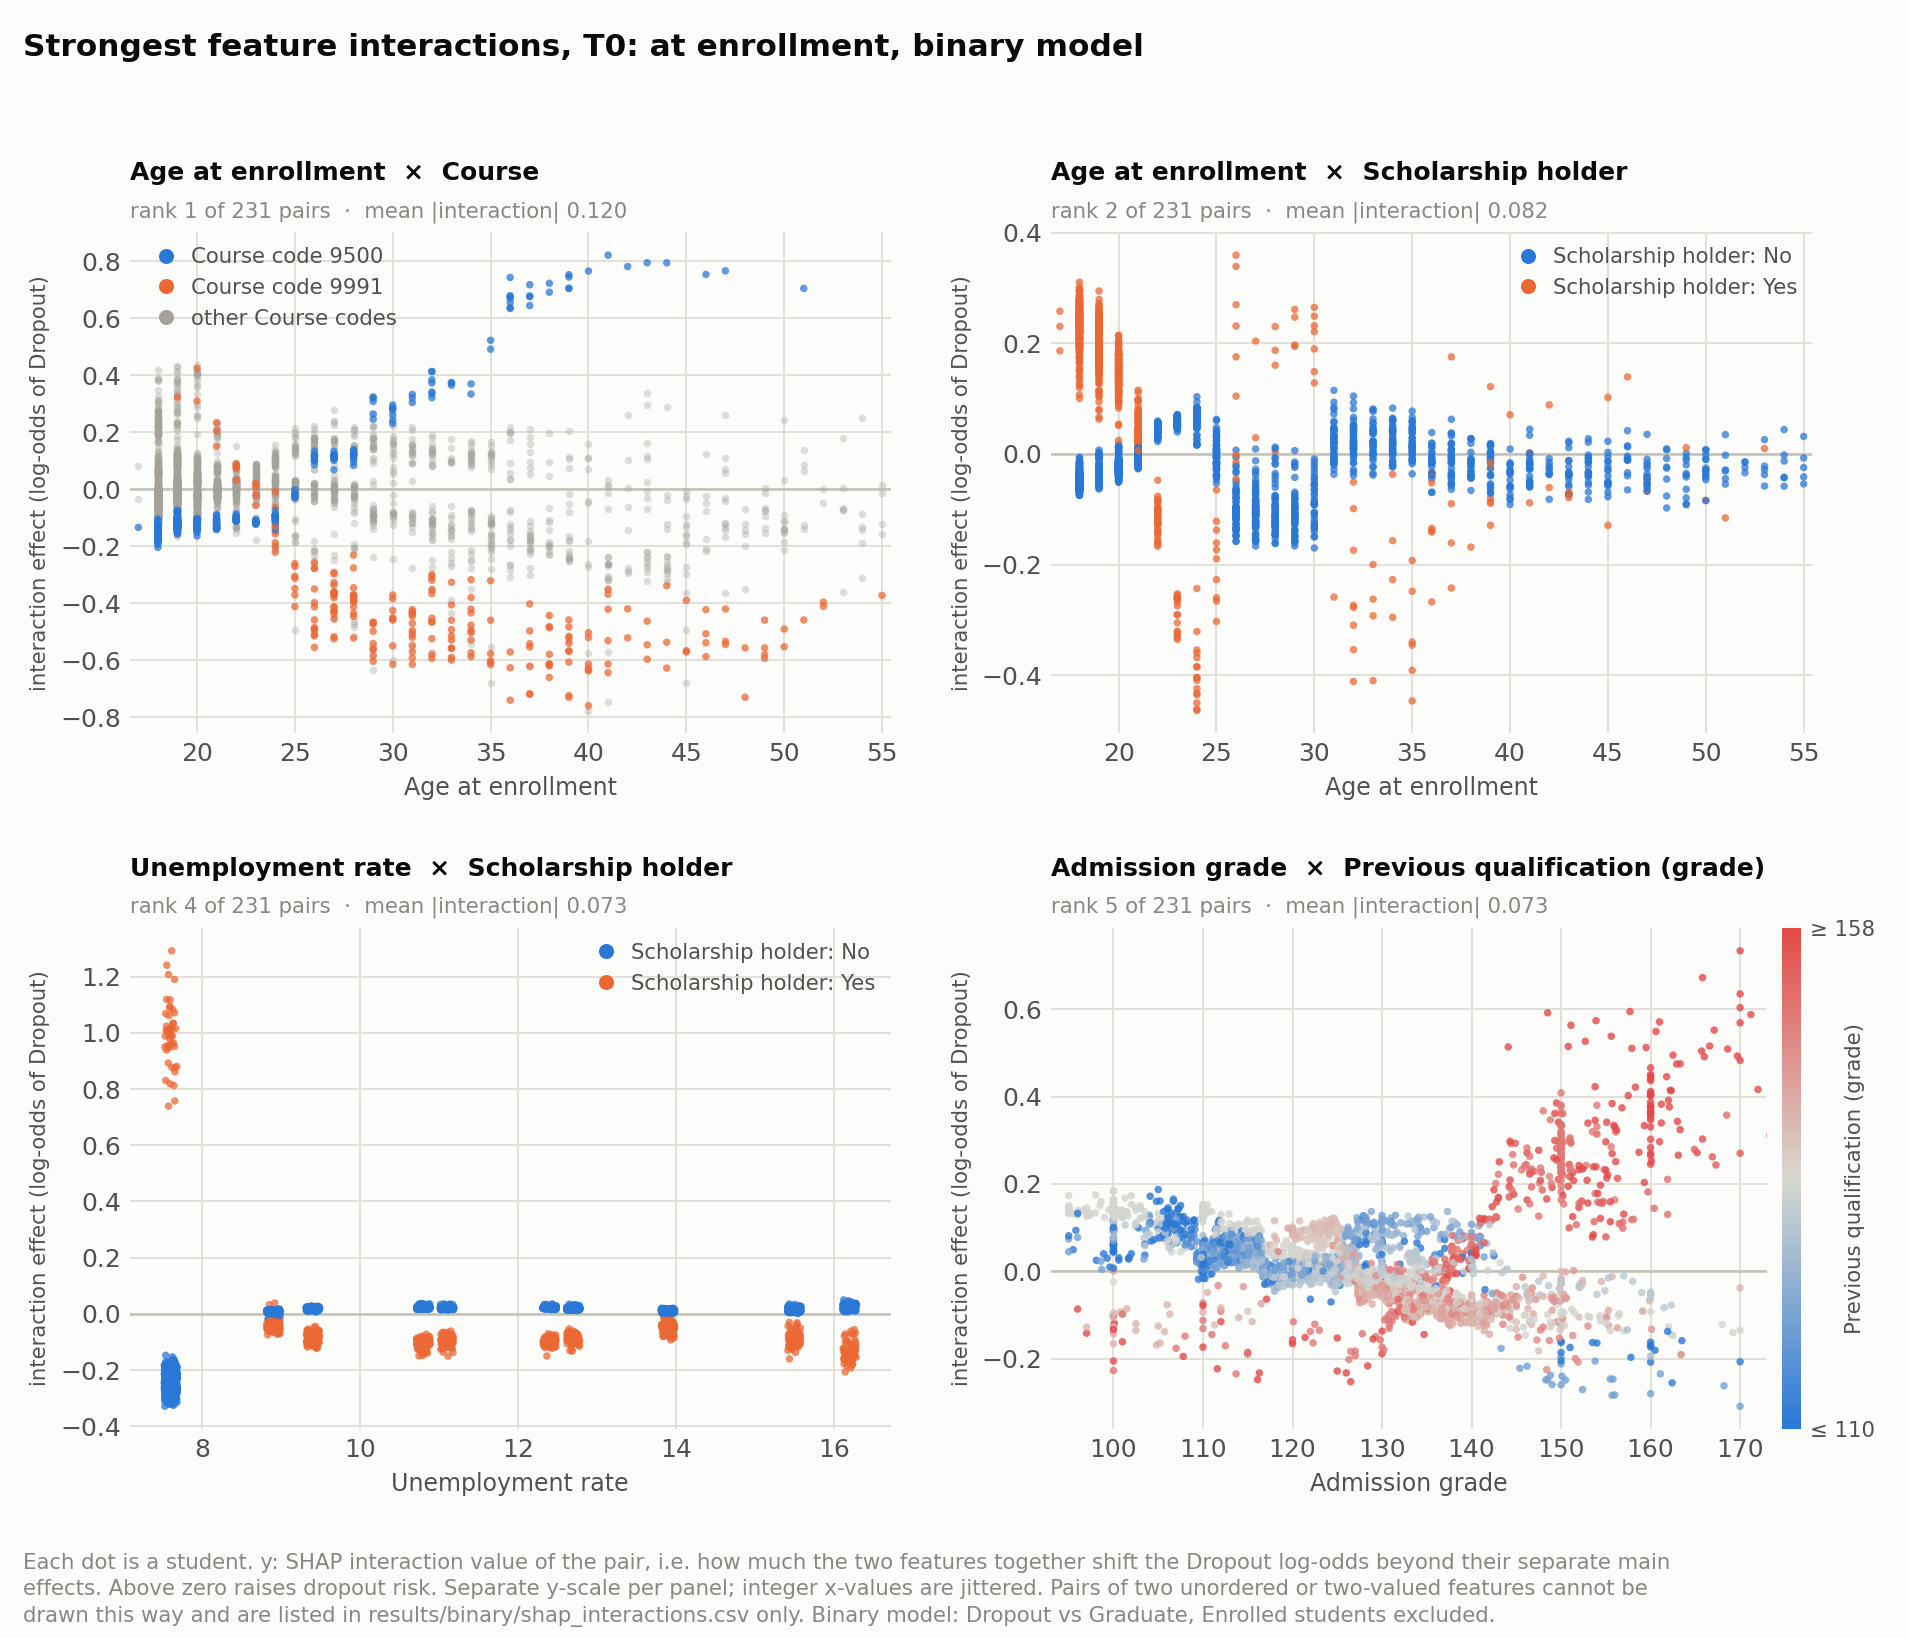 Strongest feature interactions, T0: at enrollment, binary model
Age at enrollment × Course
rank 1 of 231 pairs · mean |interaction| 0.120
interaction effect (log-odds of Dropout)
0.8
0.6
0.4
0.2
0.0
−0.2
−0.4
−0.6
−0.8
Course code 9500
Course code 9991
other Course codes
20 25 30 35 40 45 50 55
Age at enrollment
Age at enrollment × Scholarship holder
rank 2 of 231 pairs · mean |interaction| 0.082
interaction effect (log-odds of Dropout)
0.4
0.2
0.0
−0.2
−0.4
Scholarship holder: No
Scholarship holder: Yes
20 25 30 35 40 45 50 55
Age at enrollment
Unemployment rate × Scholarship holder
rank 4 of 231 pairs · mean |interaction| 0.073
interaction effect (log-odds of Dropout)
1.2
1.0
0.8
0.6
0.4
0.2
0.0
−0.2
−0.4
Scholarship holder: No
Scholarship holder: Yes
8 10 12 14 16
Unemployment rate
Admission grade × Previous qualification (grade)
rank 5 of 231 pairs · mean |interaction| 0.073
interaction effect (log-odds of Dropout)
0.6
0.4
0.2
0.0
−0.2
100 110 120 130 140 150 160 170
Admission grade
≥ 158
Previous qualification (grade)
≤ 110
Each dot is a student. y: SHAP interaction value of the pair, i.e. how much the two features together shift the Dropout log-odds beyond their separate main
effects. Above zero raises dropout risk. Separate y-scale per panel; integer x-values are jittered. Pairs of two unordered or two-valued features cannot be
drawn this way and are listed in results/binary/shap_interactions.csv only. Binary model: Dropout vs Graduate, Enrolled students excluded.